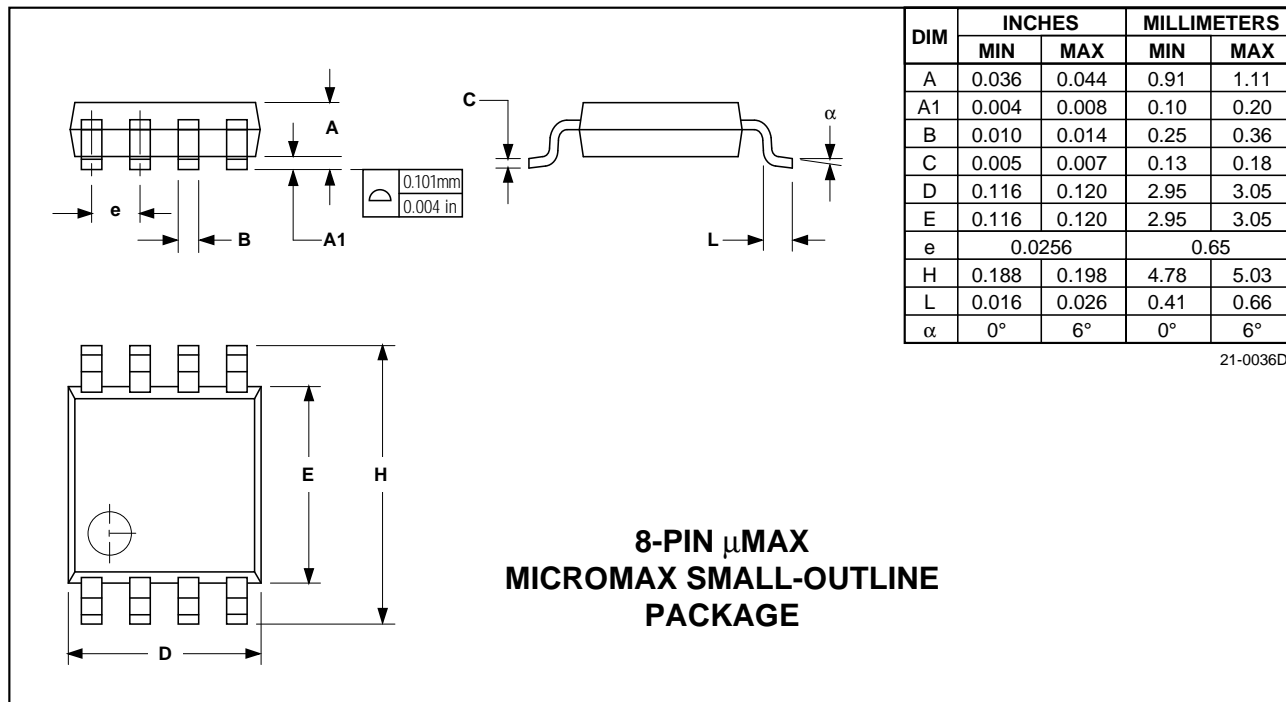 DIM INCHES MILLIMETERS
MIN MAX MIN MAX
A 0.036 0.044 0.91 1.11
A1 0.004 0.008 0.10 0.20
B 0.010 0.014 0.25 0.36
C 0.005 0.007 0.13 0.18
D 0.116 0.120 2.95 3.05
E 0.116 0.120 2.95 3.05
e 0.0256 0.65
H 0.188 0.198 4.78 5.03
L 0.016 0.026 0.41 0.66
α 0° 6° 0° 6°
21-0036D
A
C
α
0.101mm
0.004 in
e
B
A1
L
E
H
D
8-PIN µMAX
MICROMAX SMALL-OUTLINE
PACKAGE